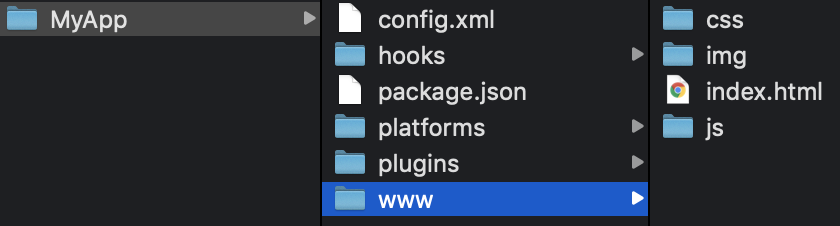 MyApp
config.xml
hooks
package.json
platforms
plugins
www
css
img
index.html
js